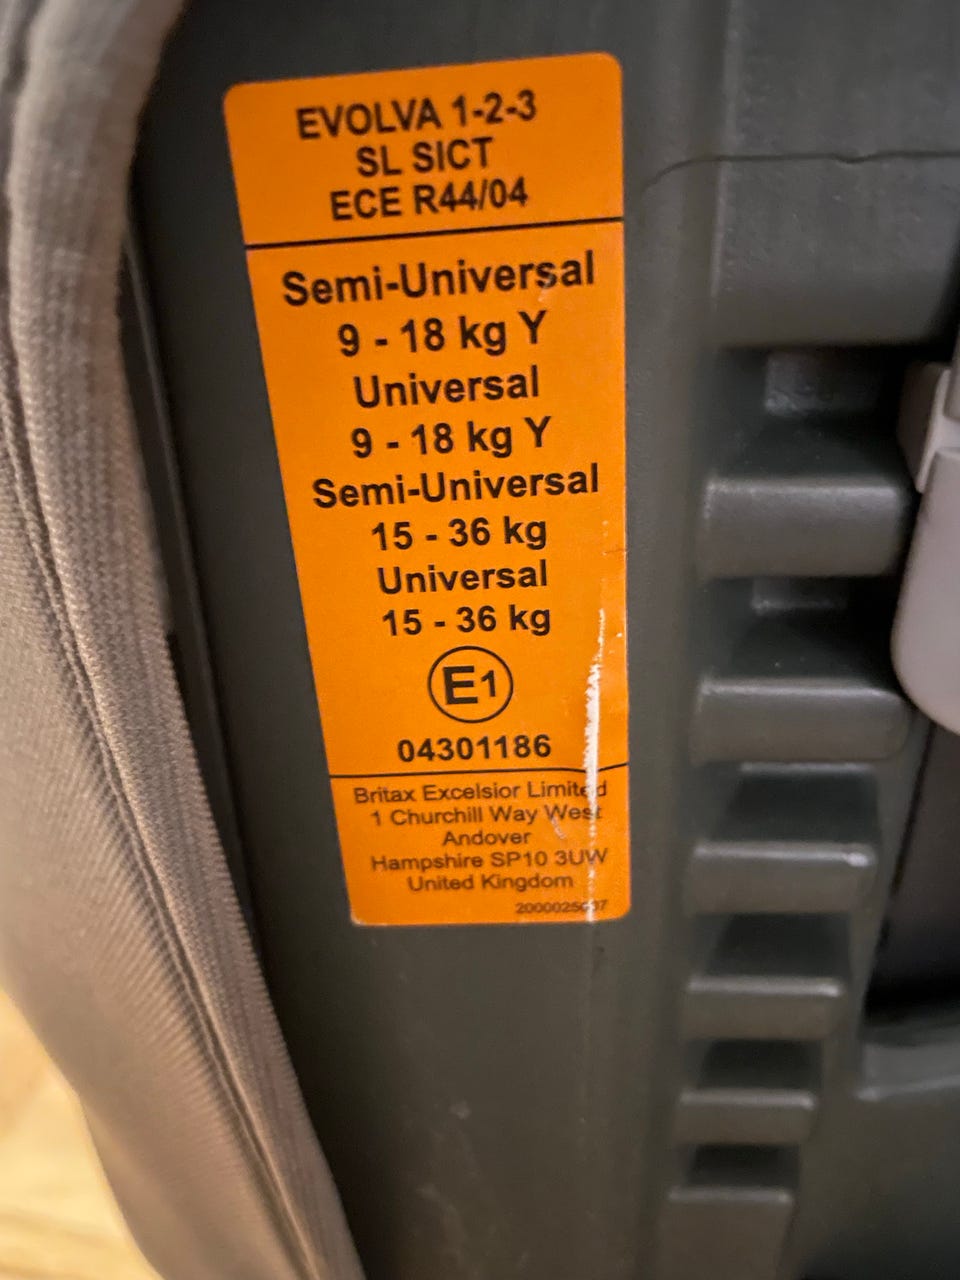 EVOLVA 1-2-3
SL SICT
ECE R44/04
Semi-Universal
9 - 18 kg Y
Universal
9 - 18 kg Y
Semi-Universal
15 - 36 kg
Universal
15 - 36 kg
E1
04301186
Britax Excelsior Limited
1 Churchill Way West
Andover
Hampshire SP10 3UW
United Kingdom